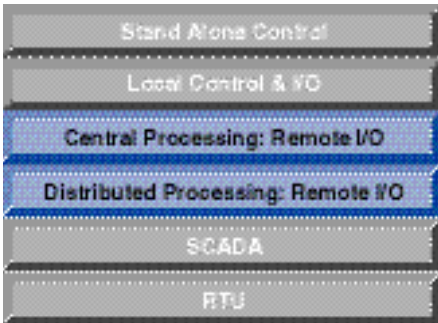 Stand Alone Control
Local Control & I/O
Central Processing: Remote I/O
Distributed Processing: Remote I/O
SCADA
RTU